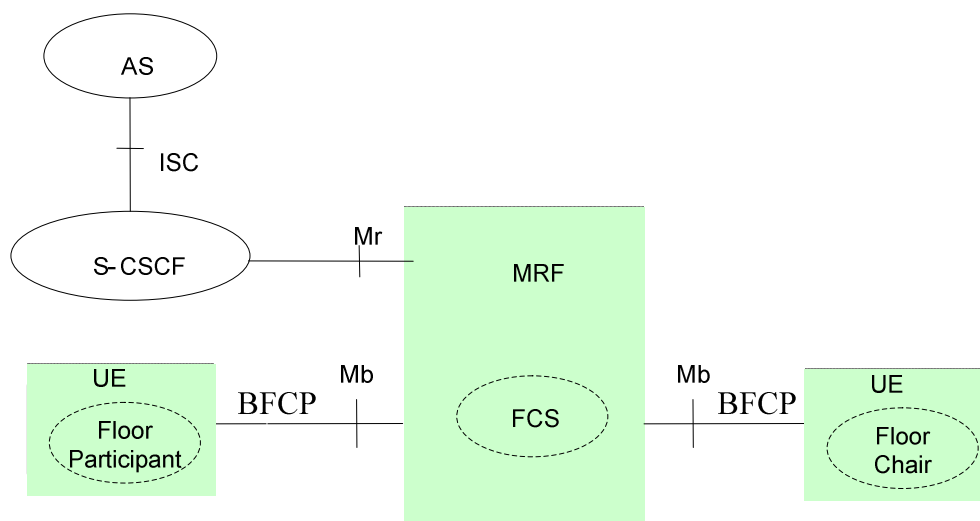 AS
ISC
S-CSCF
Mr
MRF
UE
Floor
Participant
BFCP
Mb
FCS
Mb
BFCP
UE
Floor
Chair